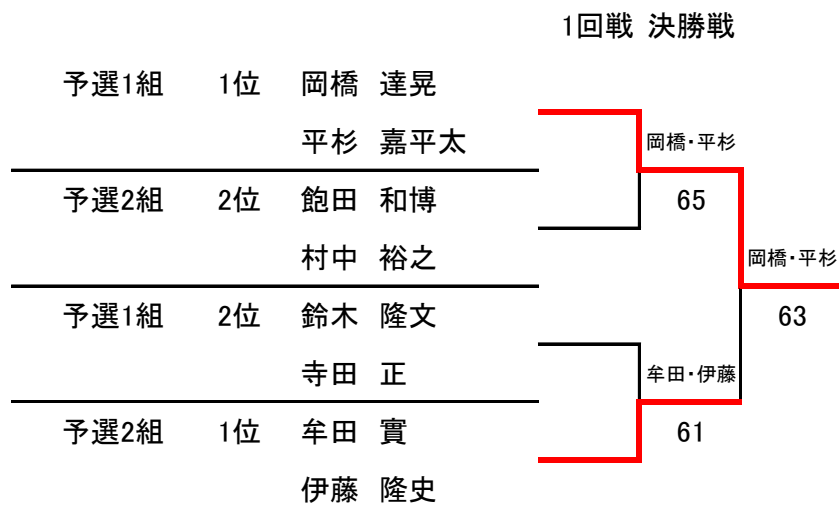 1回戦 決勝戦
予選1組 1位 岡橋 達晃
平杉 嘉平太 岡橋・平杉
予選2組 2位 飽田 和博 65
村中 裕之 岡橋・平杉
予選1組 2位 鈴木 隆文 63
寺田 正 牟田・伊藤
予選2組 1位 牟田 實 61
伊藤 隆史